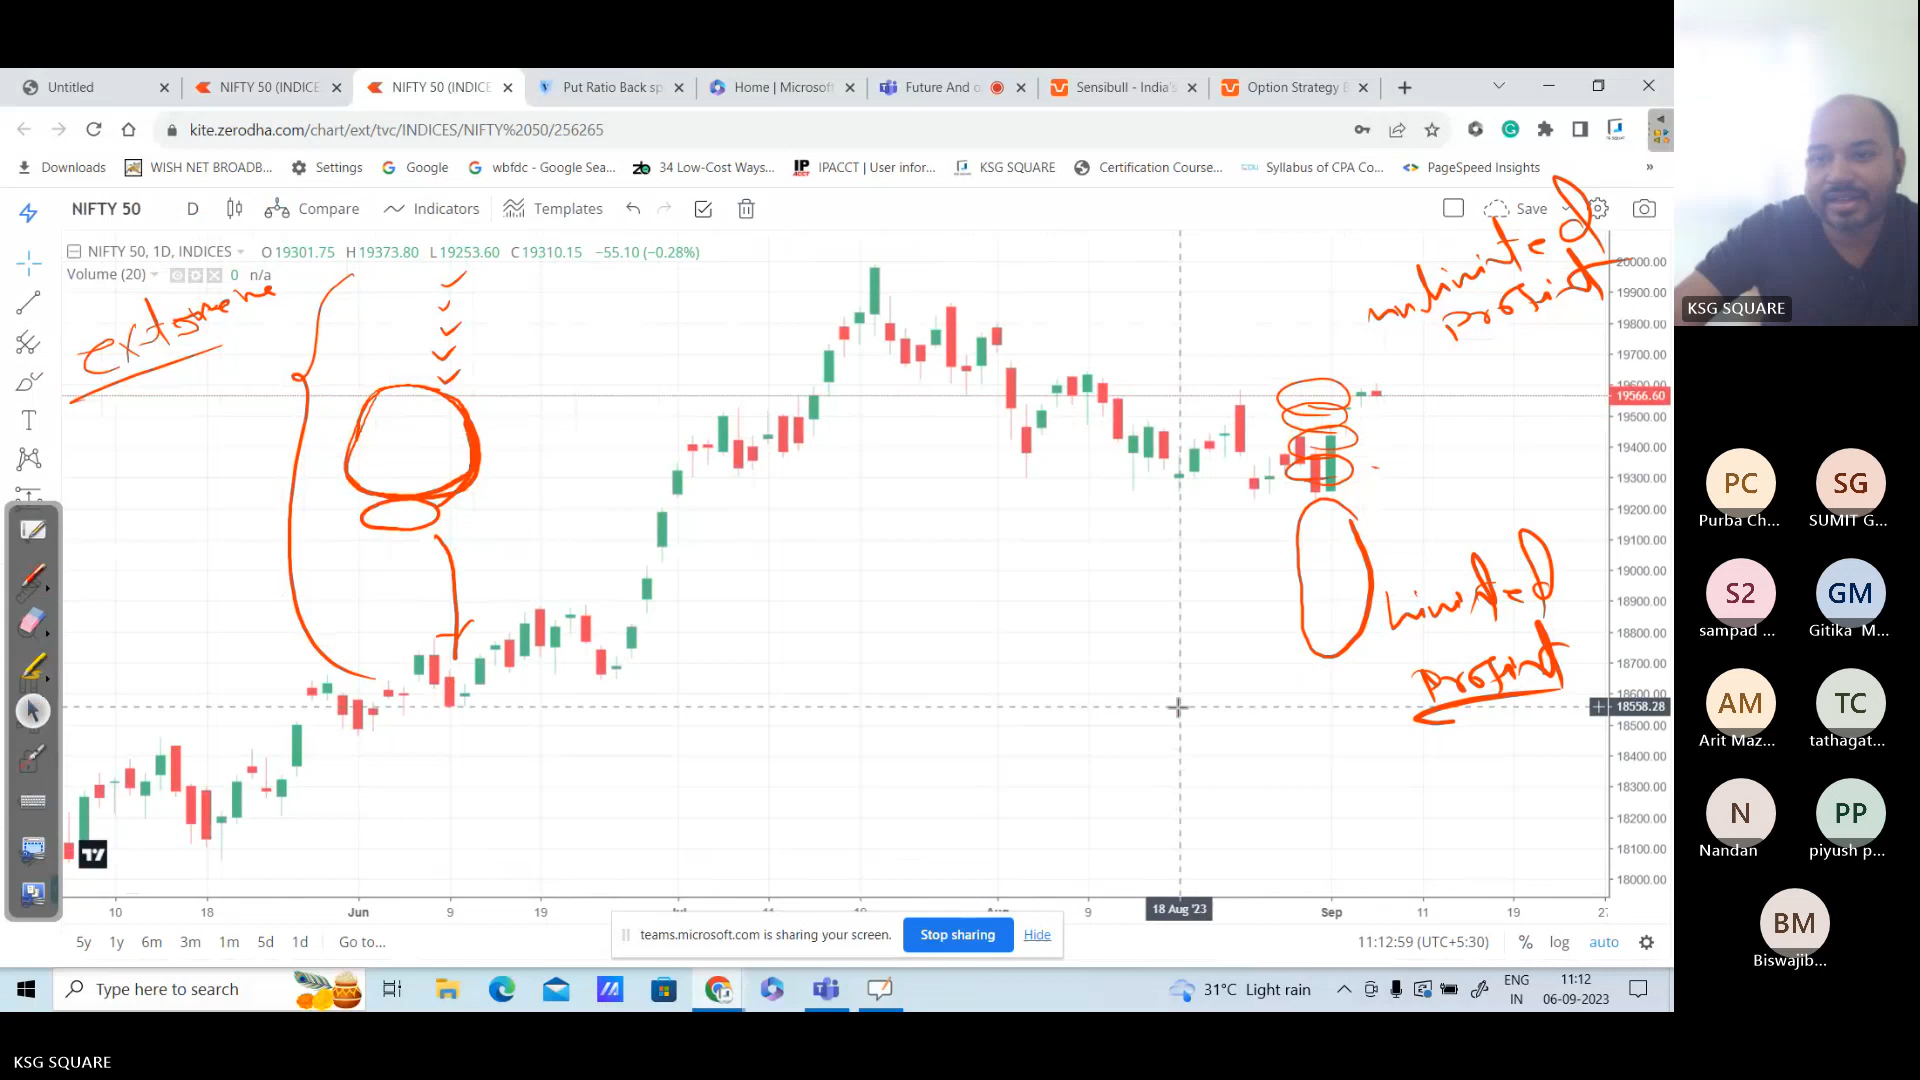 Untitled
NIFTY 50 (INDICE
NIFTY 50 (INDICE
Put Ratio Back sp
Home | Microsoft
Future And o
Sensibull - India's
Option Strategy B
kite.zerodha.com/chart/ext/tvc/INDICES/NIFTY%2050/256265
Downloads
WISH NET BROADB...
Settings
Google
wbfdc - Google Sea...
34 Low-Cost Ways...
IPACCT | User infor...
KSG SQUARE
Certification Course...
Syllabus of CPA Co...
PageSpeed Insights
»
NIFTY 50
D
Compare
Indicators
Templates
Save
NIFTY 50, 1D, INDICES
O19301.75 H19373.80 L19253.60 C19310.15 −55.10 (−0.28%)
Volume (20)
0 n/a
extreme
unlimited
profit
limited
profit
20000.00
19900.00
19800.00
19700.00
19600.00
19566.60
19500.00
19400.00
19300.00
19200.00
19100.00
19000.00
18900.00
18800.00
18700.00
18600.00
18558.28
18500.00
18400.00
18300.00
18200.00
18100.00
18000.00
10
18
Jun
9
19
9
18 Aug '23
Sep
11
19
5y
1y
6m
3m
1m
5d
1d
Go to...
teams.microsoft.com is sharing your screen.
Stop sharing
Hide
11:12:59 (UTC+5:30)
%
log
auto
Type here to search
31°C Light rain
ENG
IN
11:12
06-09-2023
KSG SQUARE
PC
Purba Ch...
SG
SUMIT G...
S2
sampad ...
GM
Gitika M...
AM
Arit Maz...
TC
tathagat...
N
Nandan
PP
piyush p...
BM
Biswajib...
KSG SQUARE